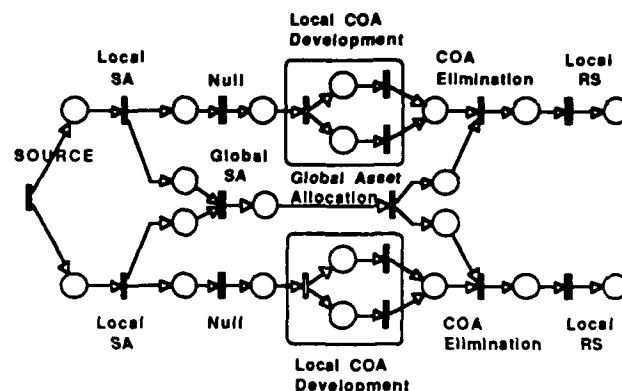 Local COA
Development
Local
SA
Null
COA
Elimination
Local
RS
SOURCE
Global
SA
Global Asset
Allocation
Local
SA
Null
COA
Elimination
Local
RS
Local COA
Development